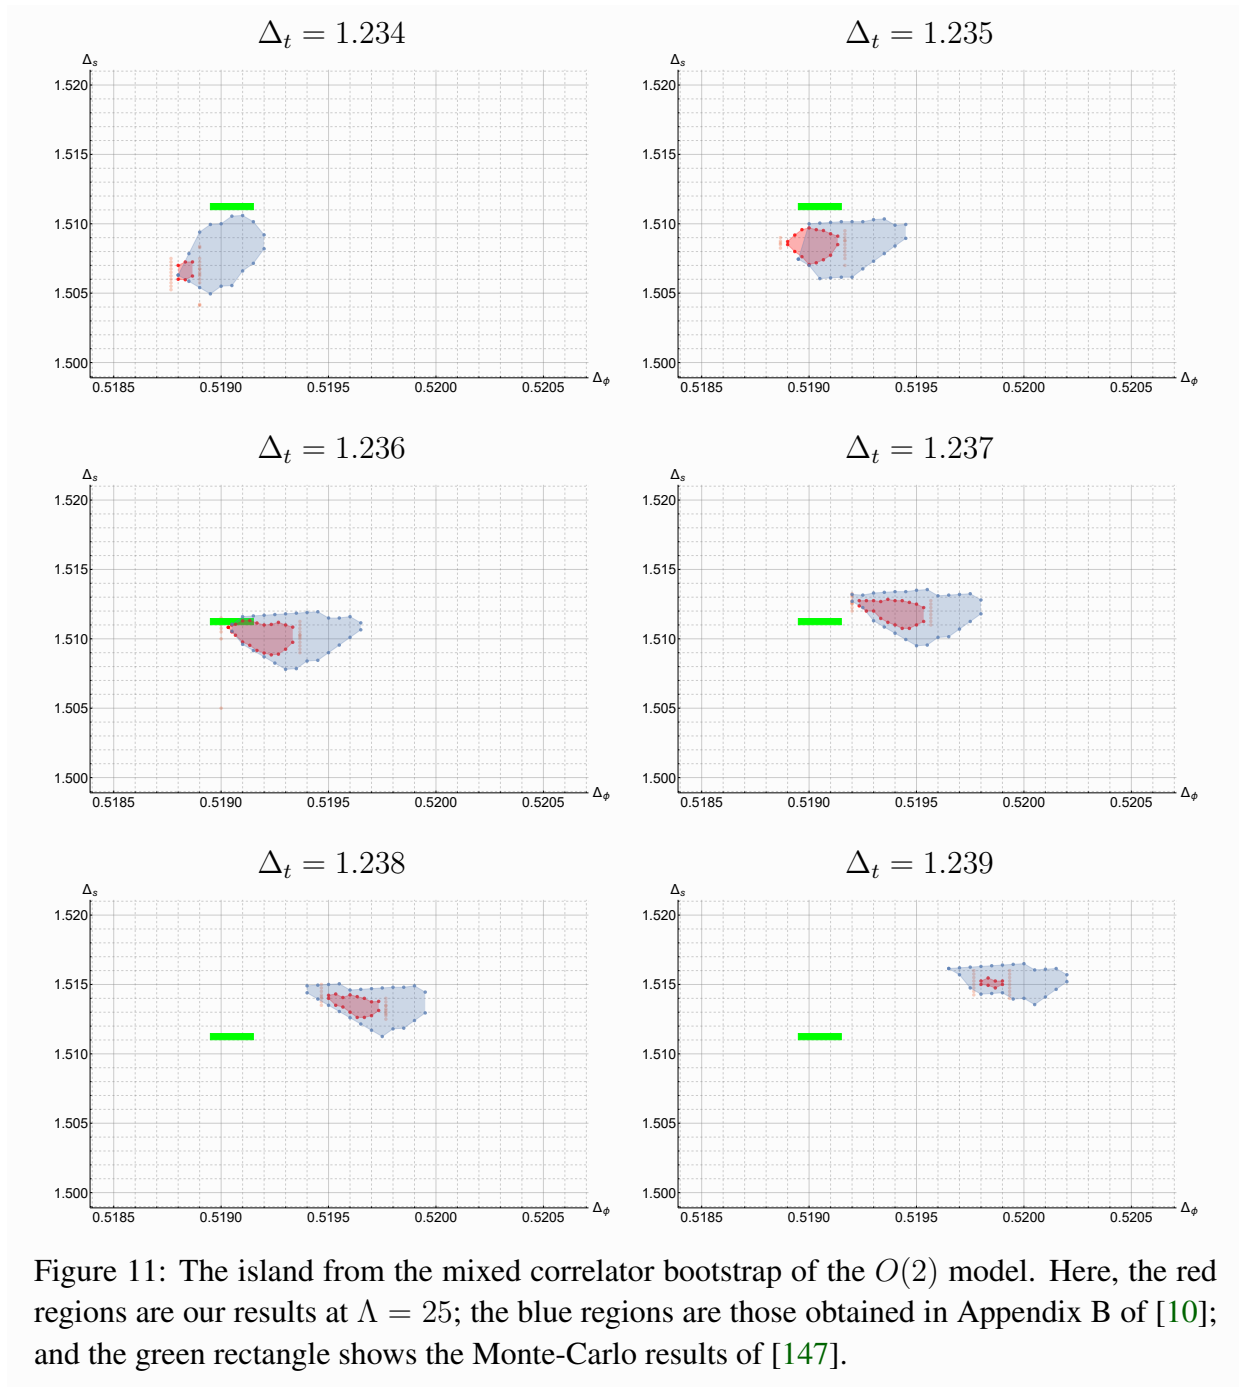 Δt = 1.234
Δs
1.520
1.515
1.510
1.505
1.500
0.5185 0.5190 0.5195 0.5200 0.5205 Δϕ
Δt = 1.235
Δs
1.520
1.515
1.510
1.505
1.500
0.5185 0.5190 0.5195 0.5200 0.5205 Δϕ
Δt = 1.236
Δs
1.520
1.515
1.510
1.505
1.500
0.5185 0.5190 0.5195 0.5200 0.5205 Δϕ
Δt = 1.237
Δs
1.520
1.515
1.510
1.505
1.500
0.5185 0.5190 0.5195 0.5200 0.5205 Δϕ
Δt = 1.238
Δs
1.520
1.515
1.510
1.505
1.500
0.5185 0.5190 0.5195 0.5200 0.5205 Δϕ
Δt = 1.239
Δs
1.520
1.515
1.510
1.505
1.500
0.5185 0.5190 0.5195 0.5200 0.5205 Δϕ
Figure 11: The island from the mixed correlator bootstrap of the O(2) model. Here, the red
regions are our results at Λ = 25; the blue regions are those obtained in Appendix B of [10];
and the green rectangle shows the Monte-Carlo results of [147].